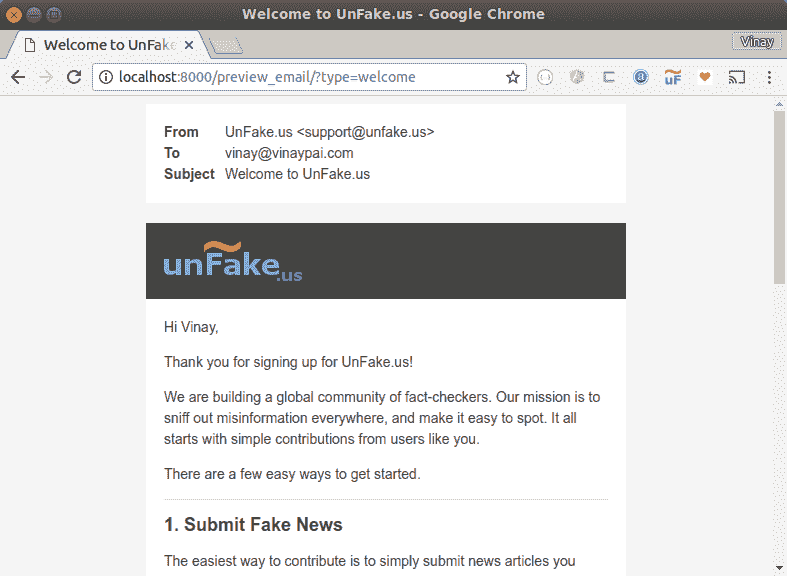 Welcome to UnFake.us - Google Chrome
Welcome to UnFake
Vinay
localhost:8000/preview_email/?type=welcome
From UnFake.us <support@unfake.us>
To vinay@vinaypai.com
Subject Welcome to UnFake.us
unFake.us
Hi Vinay,
Thank you for signing up for UnFake.us!
We are building a global community of fact-checkers. Our mission is to
sniff out misinformation everywhere, and make it easy to spot. It all
starts with simple contributions from users like you.
There are a few easy ways to get started.
1. Submit Fake News
The easiest way to contribute is to simply submit news articles you